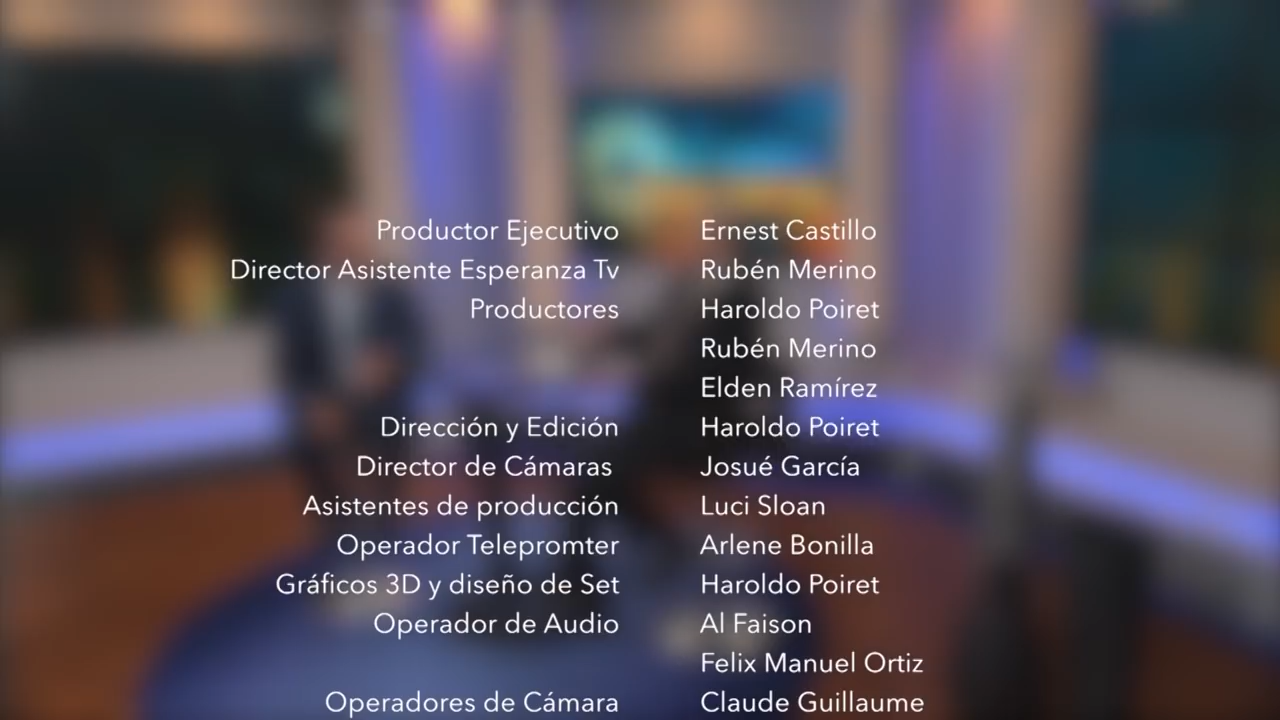 Productor Ejecutivo Ernest Castillo
Director Asistente Esperanza Tv Rubén Merino
Productores Haroldo Poiret
Rubén Merino
Elden Ramírez
Dirección y Edición Haroldo Poiret
Director de Cámaras Josué García
Asistentes de producción Luci Sloan
Operador Telepromter Arlene Bonilla
Gráficos 3D y diseño de Set Haroldo Poiret
Operador de Audio Al Faison
Felix Manuel Ortiz
Operadores de Cámara Claude Guillaume